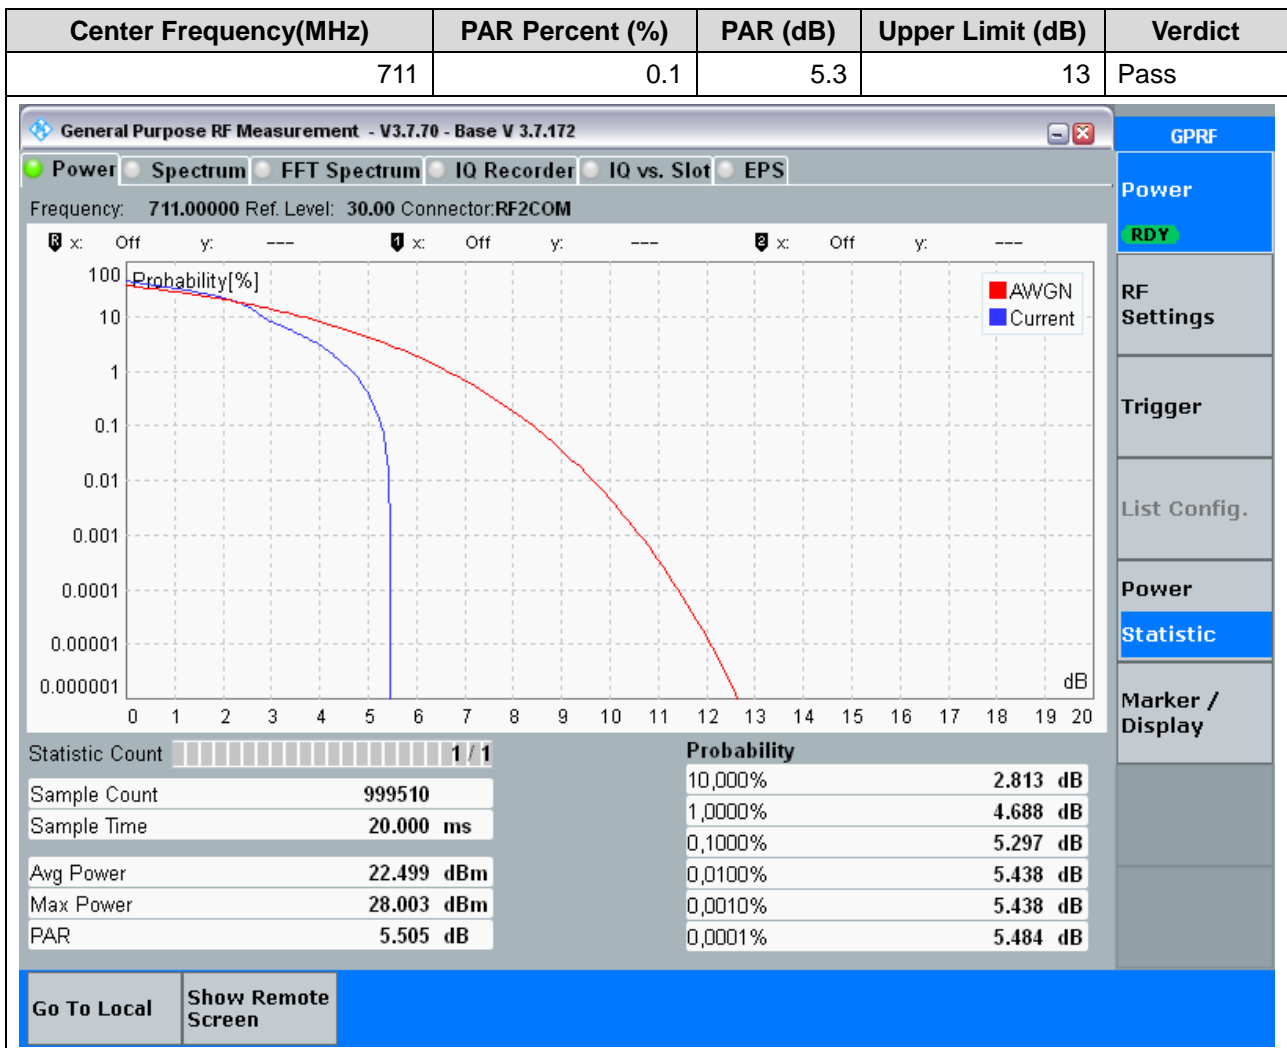 Center Frequency(MHz) PAR Percent (%) PAR (dB) Upper Limit (dB) Verdict
711 0.1 5.3 13 Pass
General Purpose RF Measurement - V3.7.70 - Base V 3.7.172
GPRF
Power Spectrum FFT Spectrum IQ Recorder IQ vs. Slot EPS
Frequency: 711.00000 Ref. Level: 30.00 Connector:RF2COM
Power
RDY
R x: Off y: --- 1 x: Off y: --- 2 x: Off y: ---
Probability[%]
AWGN
Current
100
10
1
0.1
0.01
0.001
0.0001
0.00001
0.000001
dB
0 1 2 3 4 5 6 7 8 9 10 11 12 13 14 15 16 17 18 19 20
RF
Settings
Trigger
List Config.
Power
Statistic
Marker /
Display
Statistic Count 1 / 1
Sample Count 999510
Sample Time 20.000 ms
Avg Power 22.499 dBm
Max Power 28.003 dBm
PAR 5.505 dB
Probability
10,000% 2.813 dB
1,0000% 4.688 dB
0,1000% 5.297 dB
0,0100% 5.438 dB
0,0010% 5.438 dB
0,0001% 5.484 dB
Go To Local
Show Remote
Screen